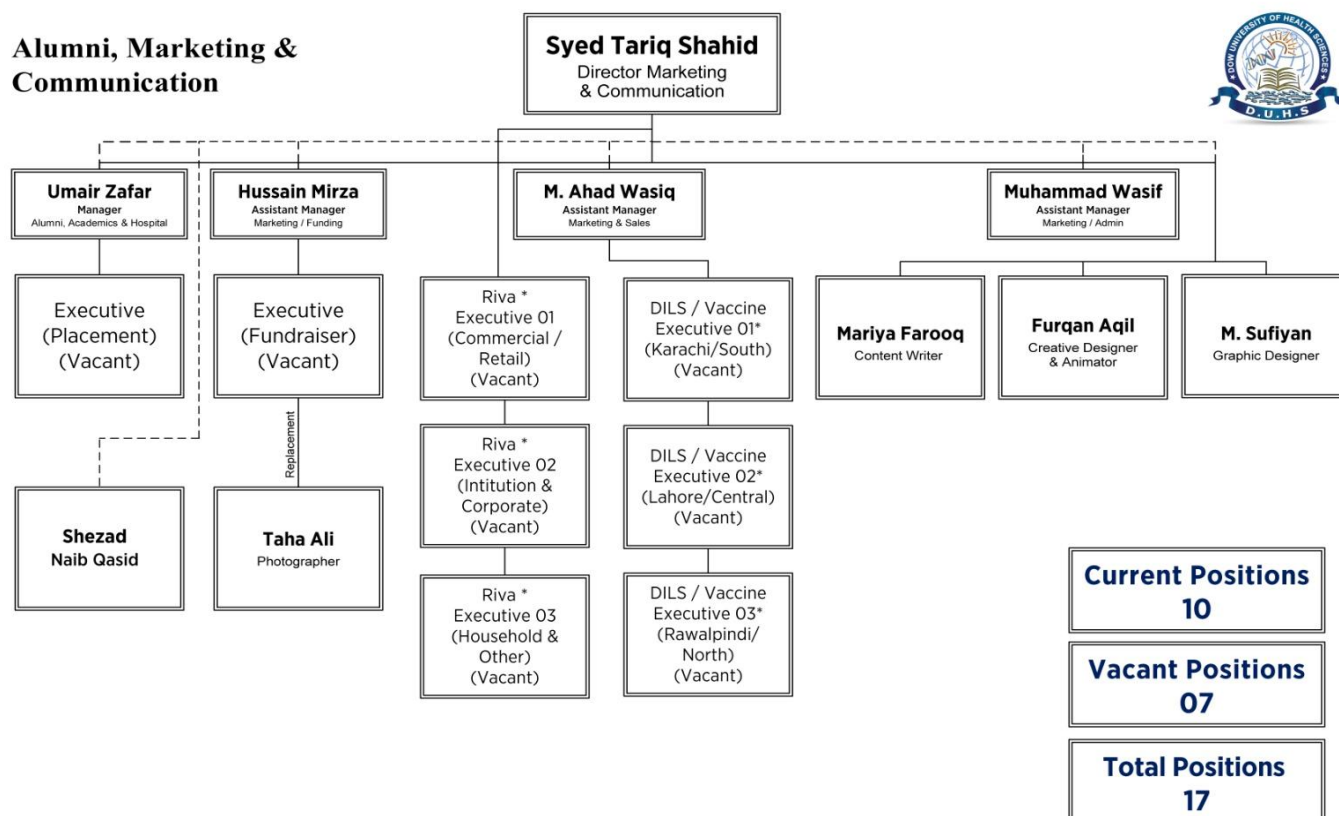 Alumni, Marketing &
Communication
Syed Tariq Shahid
Director Marketing
& Communication
DOW UNIVERSITY OF HEALTH SCIENCES
D.U.H.S
Umair Zafar
Manager
Alumni, Academics & Hospital
Hussain Mirza
Assistant Manager
Marketing / Funding
M. Ahad Wasiq
Assistant Manager
Marketing & Sales
Muhammad Wasif
Assistant Manager
Marketing / Admin
Executive
(Placement)
(Vacant)
Executive
(Fundraiser)
(Vacant)
Riva *
Executive 01
(Commercial /
Retail)
(Vacant)
DILS / Vaccine
Executive 01*
(Karachi/South)
(Vacant)
Mariya Farooq
Content Writer
Furqan Aqil
Creative Designer
& Animator
M. Sufiyan
Graphic Designer
Replacement
Riva *
Executive 02
(Intitution &
Corporate)
(Vacant)
DILS / Vaccine
Executive 02*
(Lahore/Central)
(Vacant)
Shezad
Naib Qasid
Taha Ali
Photographer
Riva *
Executive 03
(Household &
Other)
(Vacant)
DILS / Vaccine
Executive 03*
(Rawalpindi/
North)
(Vacant)
Current Positions
10
Vacant Positions
07
Total Positions
17